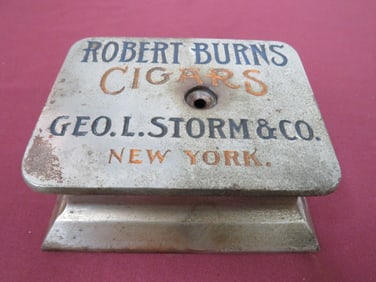 ROBERT BURNS
CIGARS
GEO. L. STORM & CO.
NEW YORK.